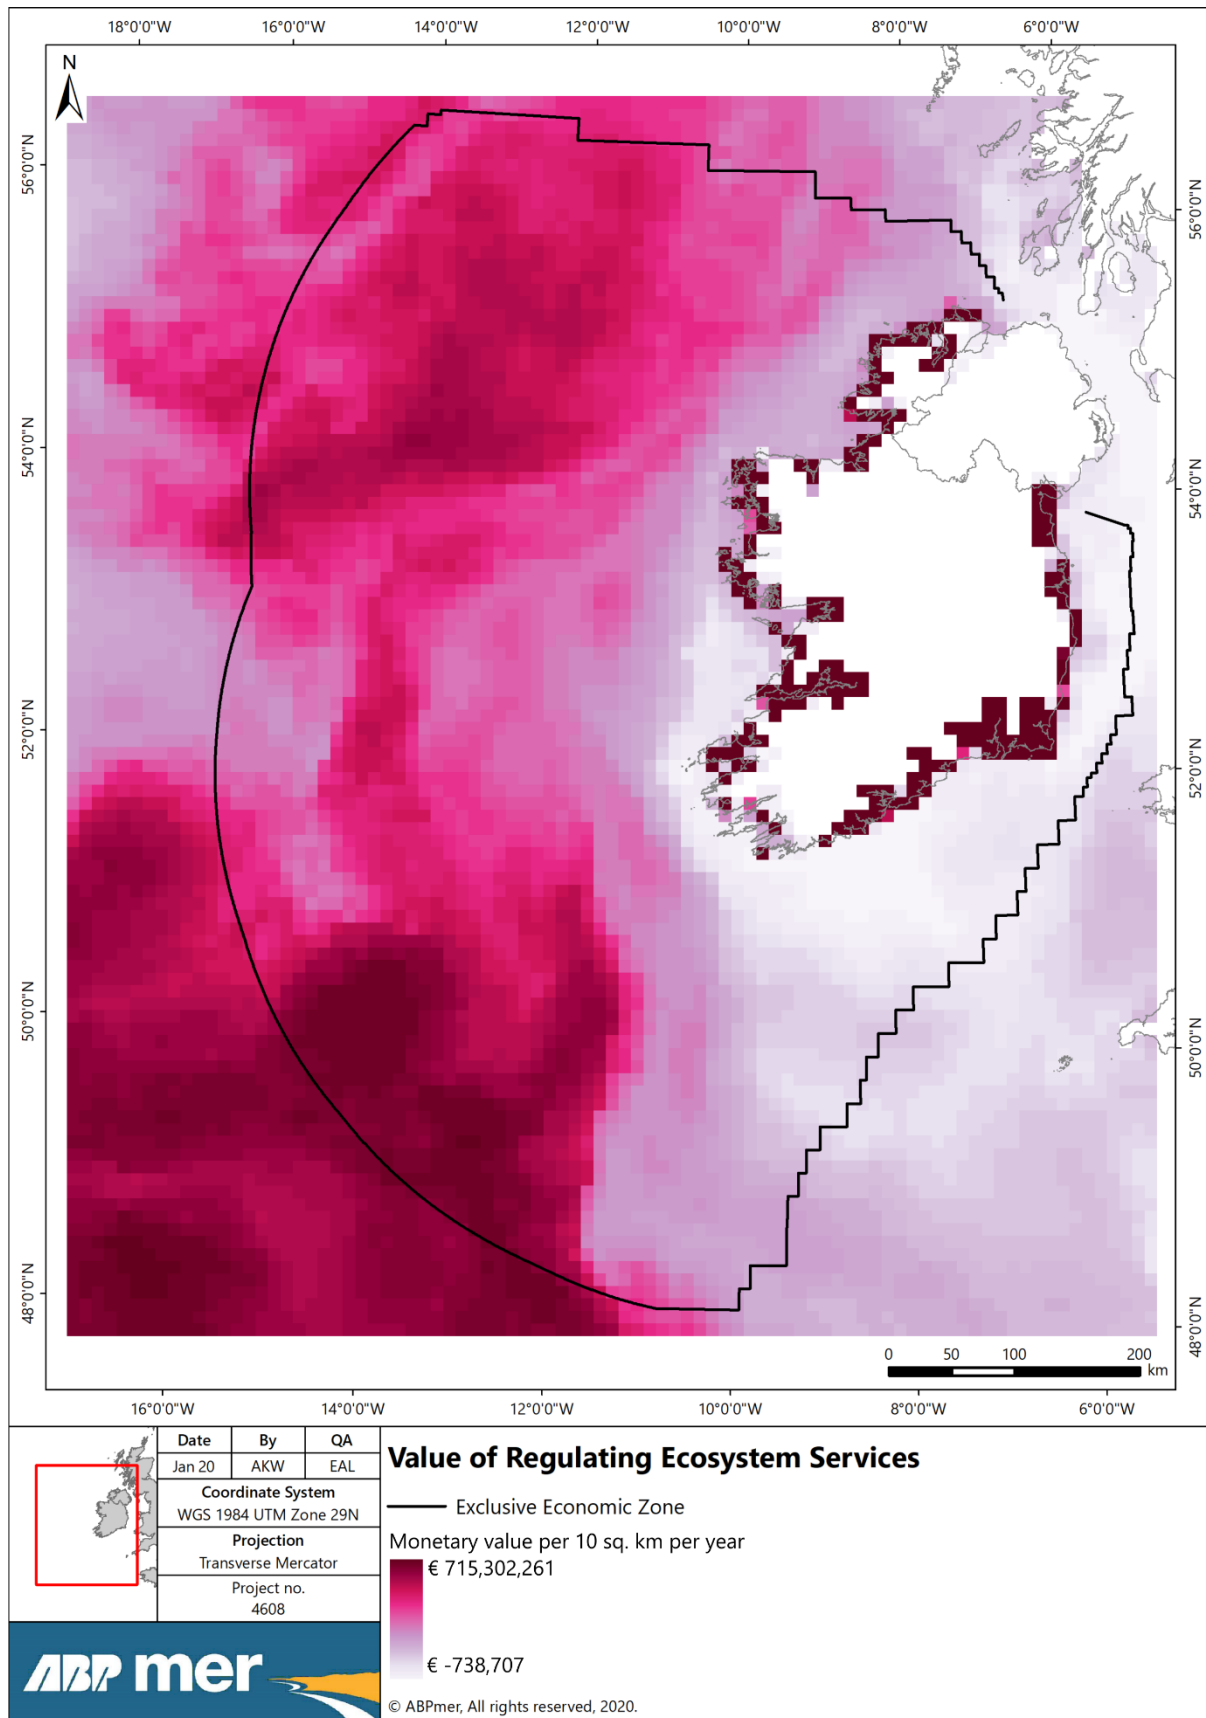 18°0'0"W 16°0'0"W 14°0'0"W 12°0'0"W 10°0'0"W 8°0'0"W 6°0'0"W
N
56°0'0"N
56°0'0"N
54°0'0"N
54°0'0"N
52°0'0"N
52°0'0"N
50°0'0"N
50°0'0"N
48°0'0"N
48°0'0"N
0 50 100 200
km
16°0'0"W 14°0'0"W 12°0'0"W 10°0'0"W 8°0'0"W 6°0'0"W
Date By QA
Jan 20 AKW EAL
Coordinate System
WGS 1984 UTM Zone 29N
Projection
Transverse Mercator
Project no.
4608
ABP mer
Value of Regulating Ecosystem Services
Exclusive Economic Zone
Monetary value per 10 sq. km per year
€ 715,302,261
€ -738,707
© ABPmer, All rights reserved, 2020.